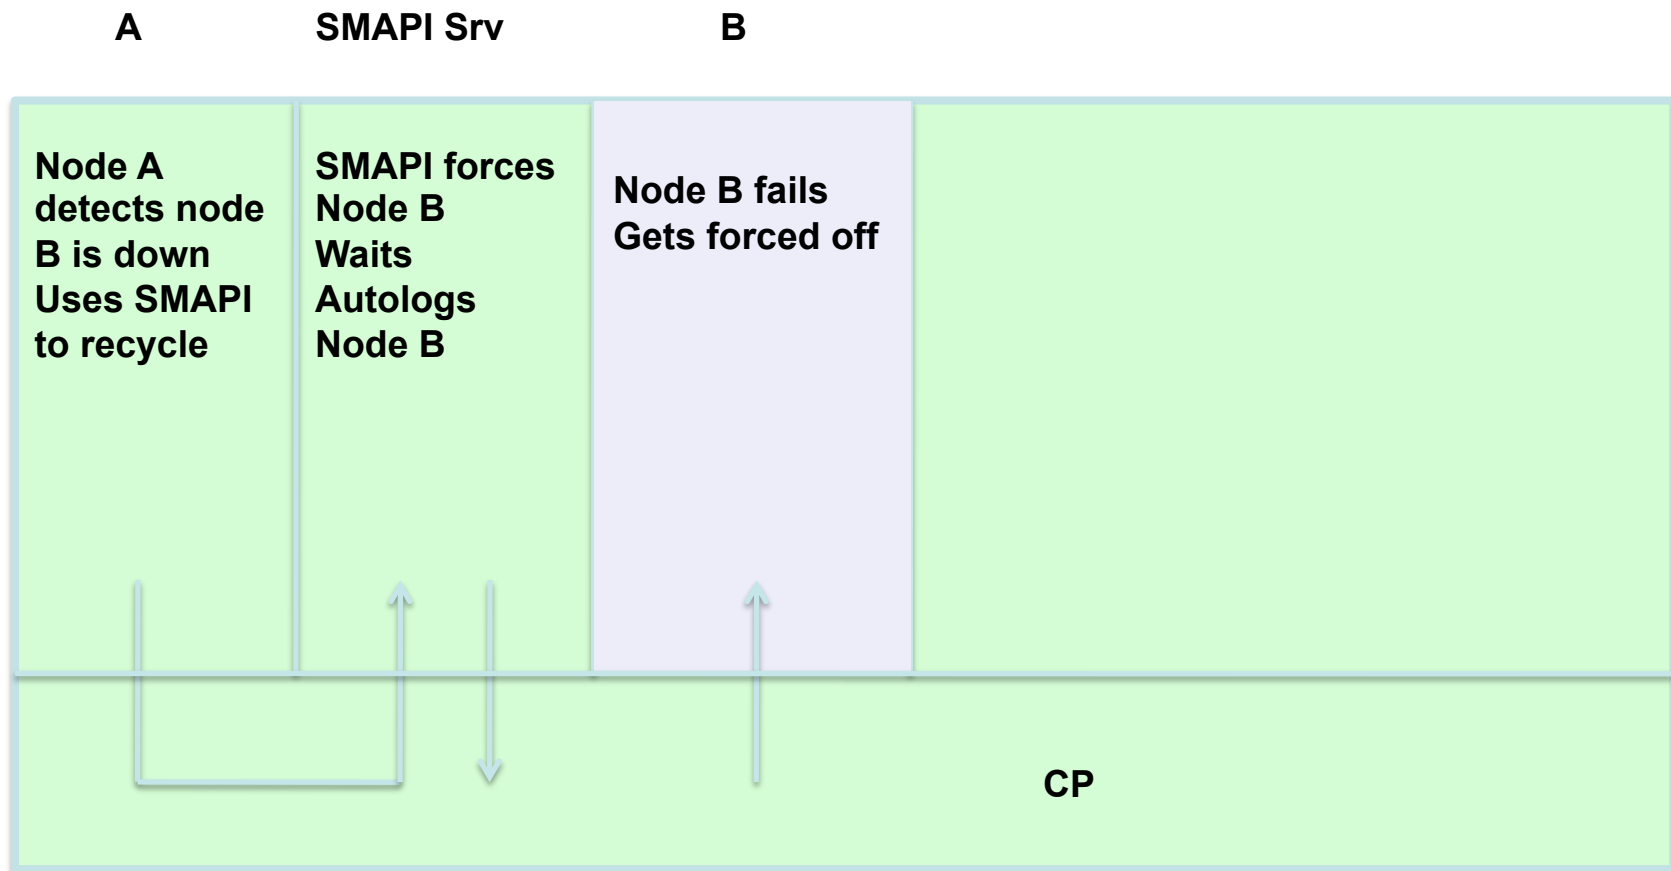 A
SMAPI Srv
B
Node A
detects node
B is down
Uses SMAPI
to recycle
SMAPI forces
Node B
Waits
Autologs
Node B
Node B fails
Gets forced off
CP